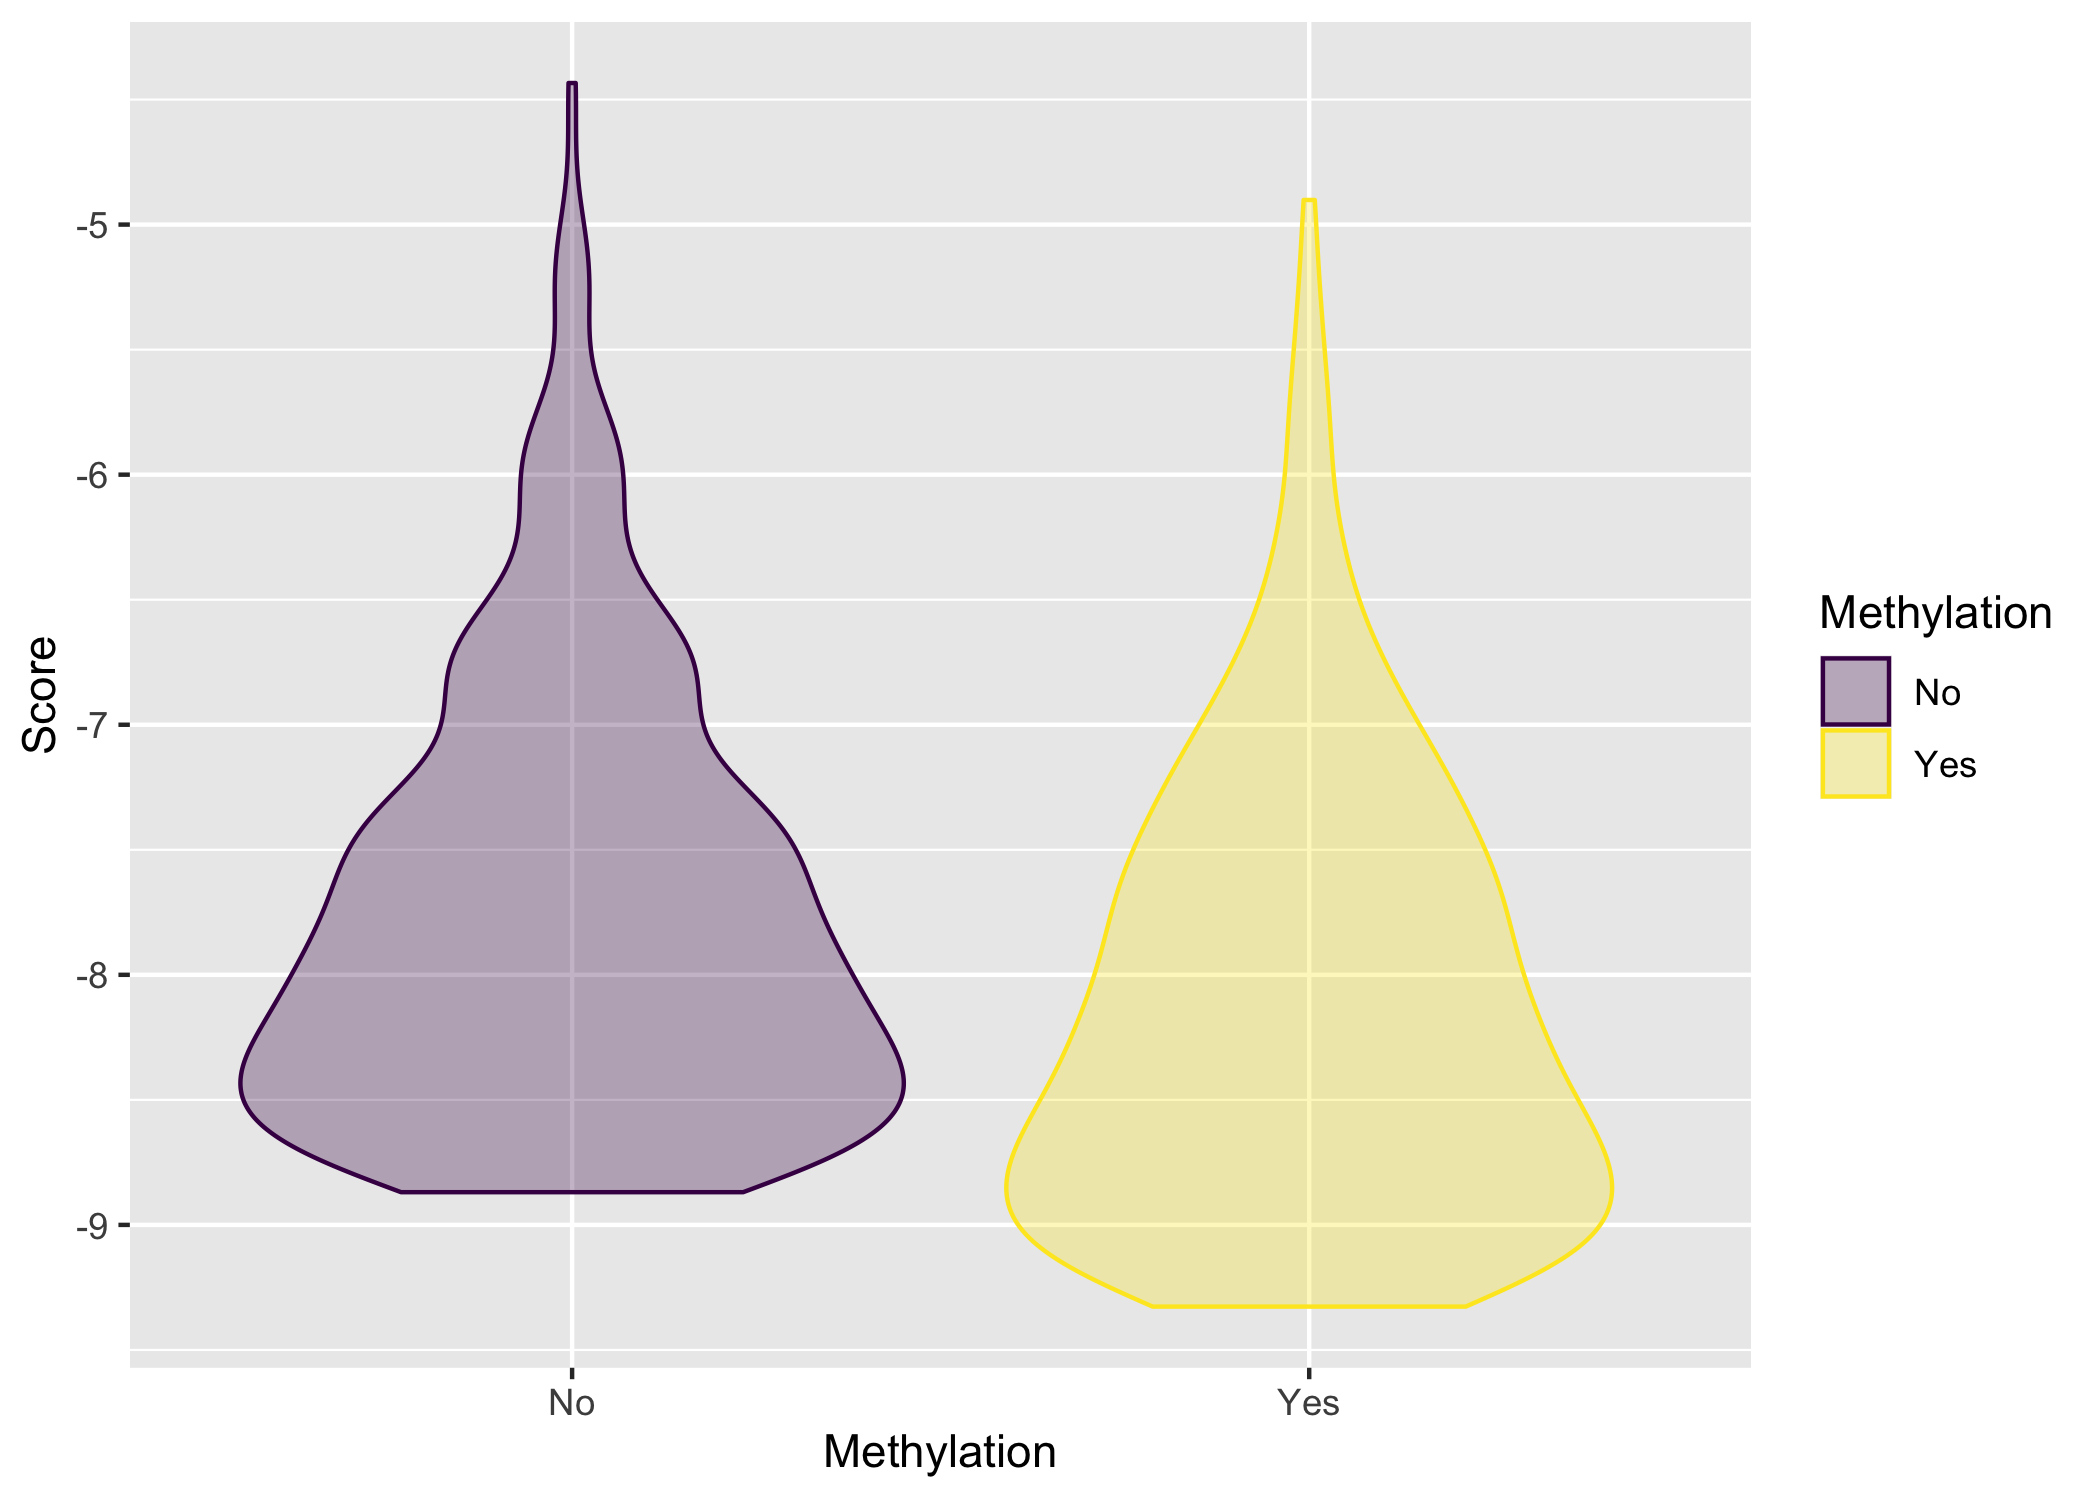 Score
-5
-6
-7
-8
-9
No
Yes
Methylation
Methylation
No
Yes